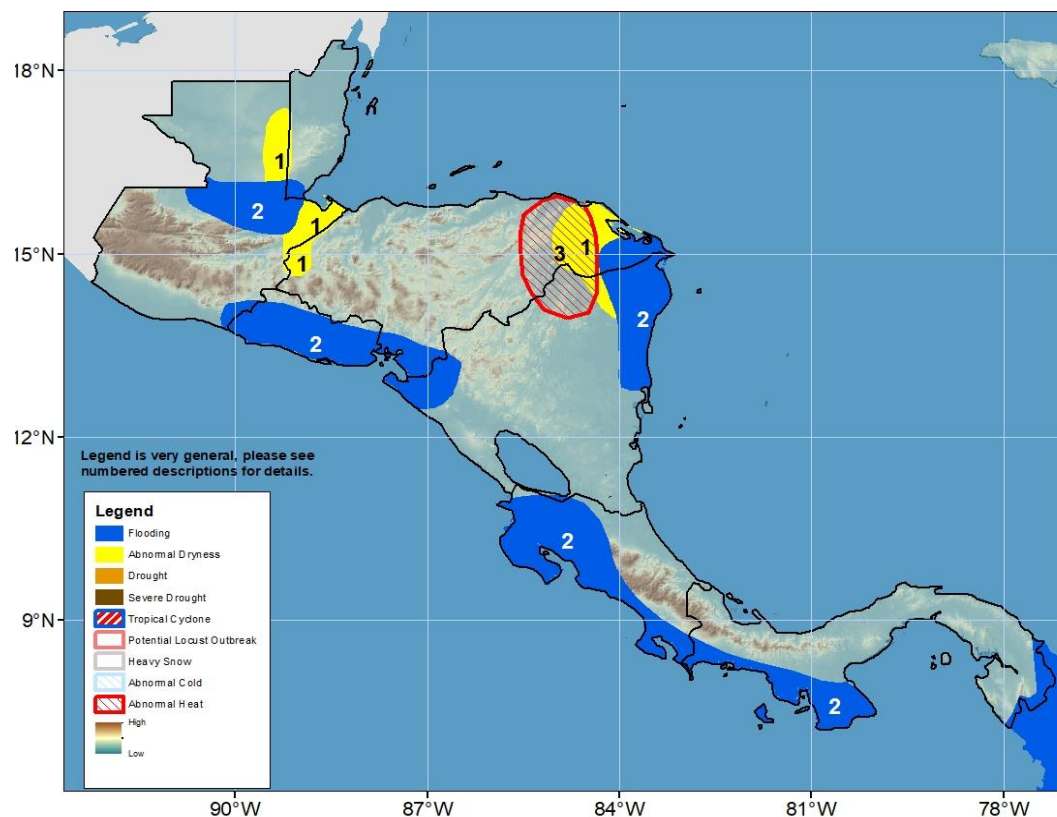 18°N
15°N
12°N
9°N
90°W
87°W
84°W
81°W
78°W
1
2
1
1
2
3
1
2
2
2
Legend is very general, please see
numbered descriptions for details.
Legend
Flooding
Abnormal Dryness
Drought
Severe Drought
Tropical Cyclone
Potential Locust Outbreak
Heavy Snow
Abnormal Cold
Abnormal Heat
High
Low